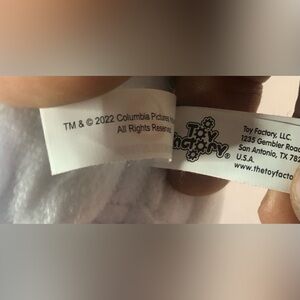 TM & © 2022 Columbia Pictures
All Rights Reserved
TOY FACTORY®
Toy Factory, LLC.
1235 Gembler Road
San Antonio, TX 782
U.S.A.
www.thetoyfacto